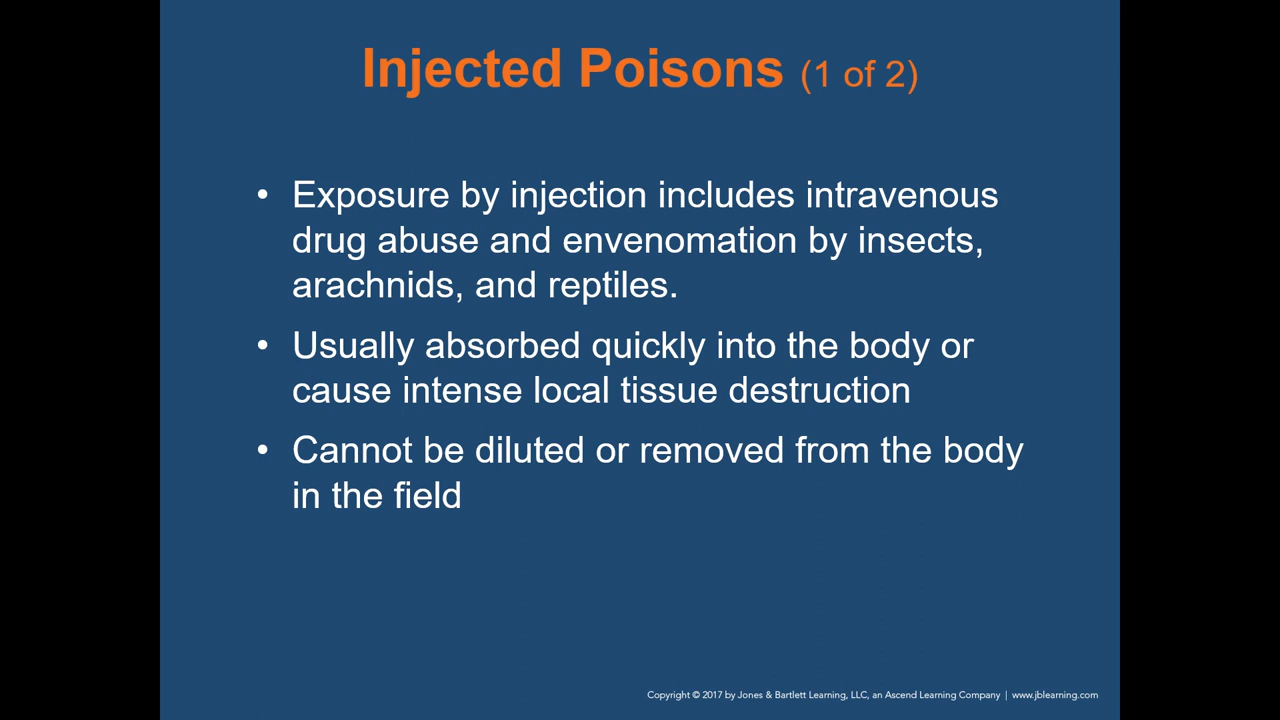 Injected Poisons (1 of 2)
• Exposure by injection includes intravenous
drug abuse and envenomation by insects,
arachnids, and reptiles.
• Usually absorbed quickly into the body or
cause intense local tissue destruction
• Cannot be diluted or removed from the body
in the field
Copyright © 2017 by Jones & Bartlett Learning, LLC, an Ascend Learning Company | www.jblearning.com